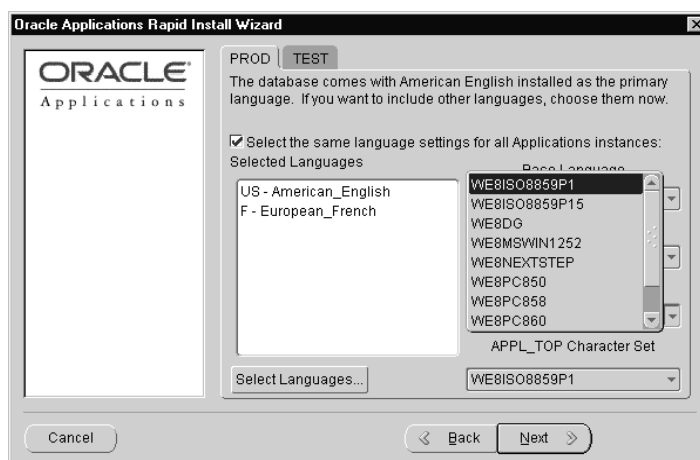 Oracle Applications Rapid Install Wizard
ORACLE®
Applications
PROD
TEST
The database comes with American English installed as the primary
language. If you want to include other languages, choose them now.
Select the same language settings for all Applications instances:
Selected Languages
Base Language
US - American_English
F - European_French
WE8ISO8859P1
WE8ISO8859P15
WE8DG
WE8MSWIN1252
WE8NEXTSTEP
WE8PC850
WE8PC858
WE8PC860
APPL_TOP Character Set
Select Languages...
WE8ISO8859P1
Cancel
Back
Next